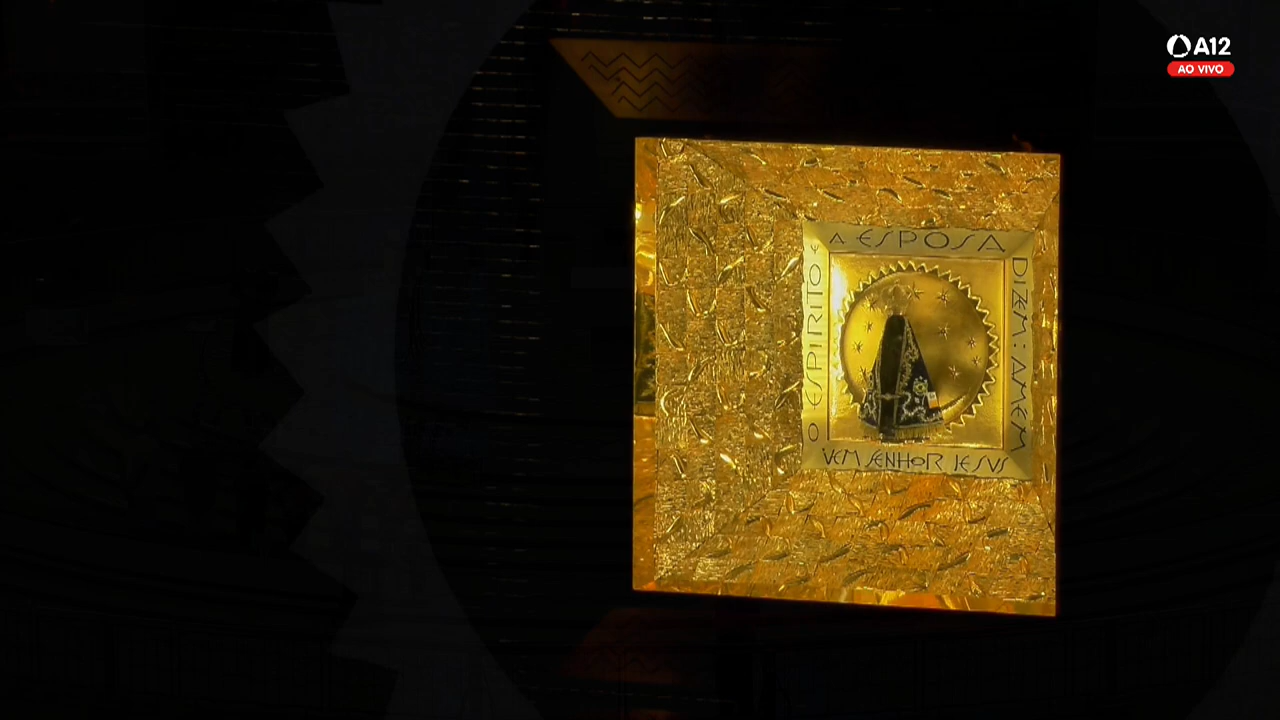 A12
AO VIVO
O ESPIRITO Y
A ESPOSA
DIZEM: AMEM
VEM SENHOR JESUS